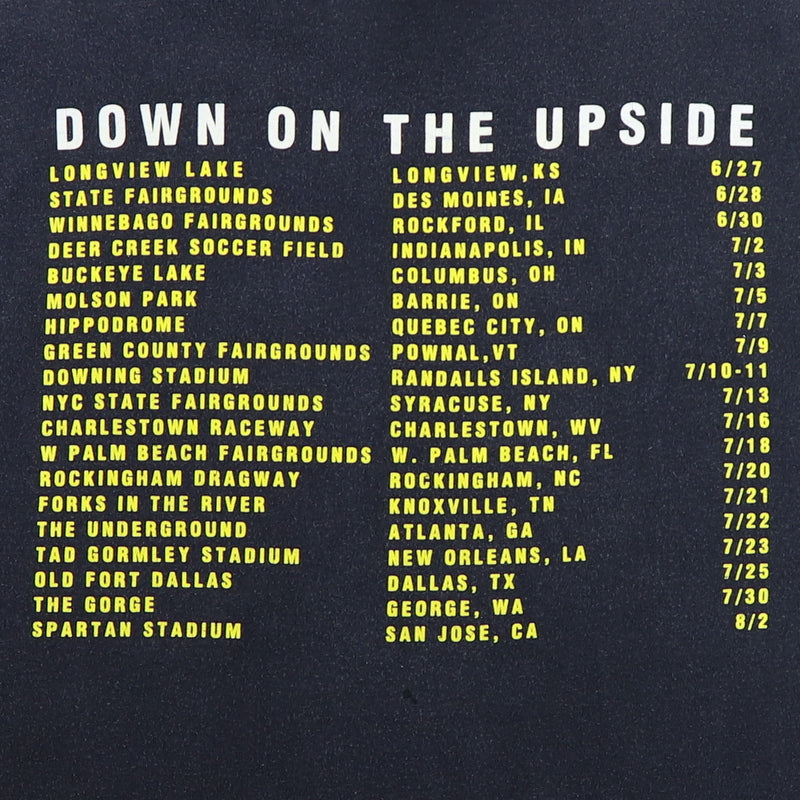 DOWN ON THE UPSIDE
LONGVIEW LAKE LONGVIEW,KS 6/27
STATE FAIRGROUNDS DES MOINES, IA 6/28
WINNEBAGO FAIRGROUNDS ROCKFORD, IL 6/30
DEER CREEK SOCCER FIELD INDIANAPOLIS, IN 7/2
BUCKEYE LAKE COLUMBUS, OH 7/3
MOLSON PARK BARRIE, ON 7/5
HIPPODROME QUEBEC CITY, ON 7/7
GREEN COUNTY FAIRGROUNDS POWNAL,VT 7/9
DOWNING STADIUM RANDALLS ISLAND, NY 7/10-11
NYC STATE FAIRGROUNDS SYRACUSE, NY 7/13
CHARLESTOWN RACEWAY CHARLESTOWN, WV 7/16
W PALM BEACH FAIRGROUNDS W. PALM BEACH, FL 7/18
ROCKINGHAM DRAGWAY ROCKINGHAM, NC 7/20
FORKS IN THE RIVER KNOXVILLE, TN 7/21
THE UNDERGROUND ATLANTA, GA 7/22
TAD GORMLEY STADIUM NEW ORLEANS, LA 7/23
OLD FORT DALLAS DALLAS, TX 7/25
THE GORGE GEORGE, WA 7/30
SPARTAN STADIUM SAN JOSE, CA 8/2